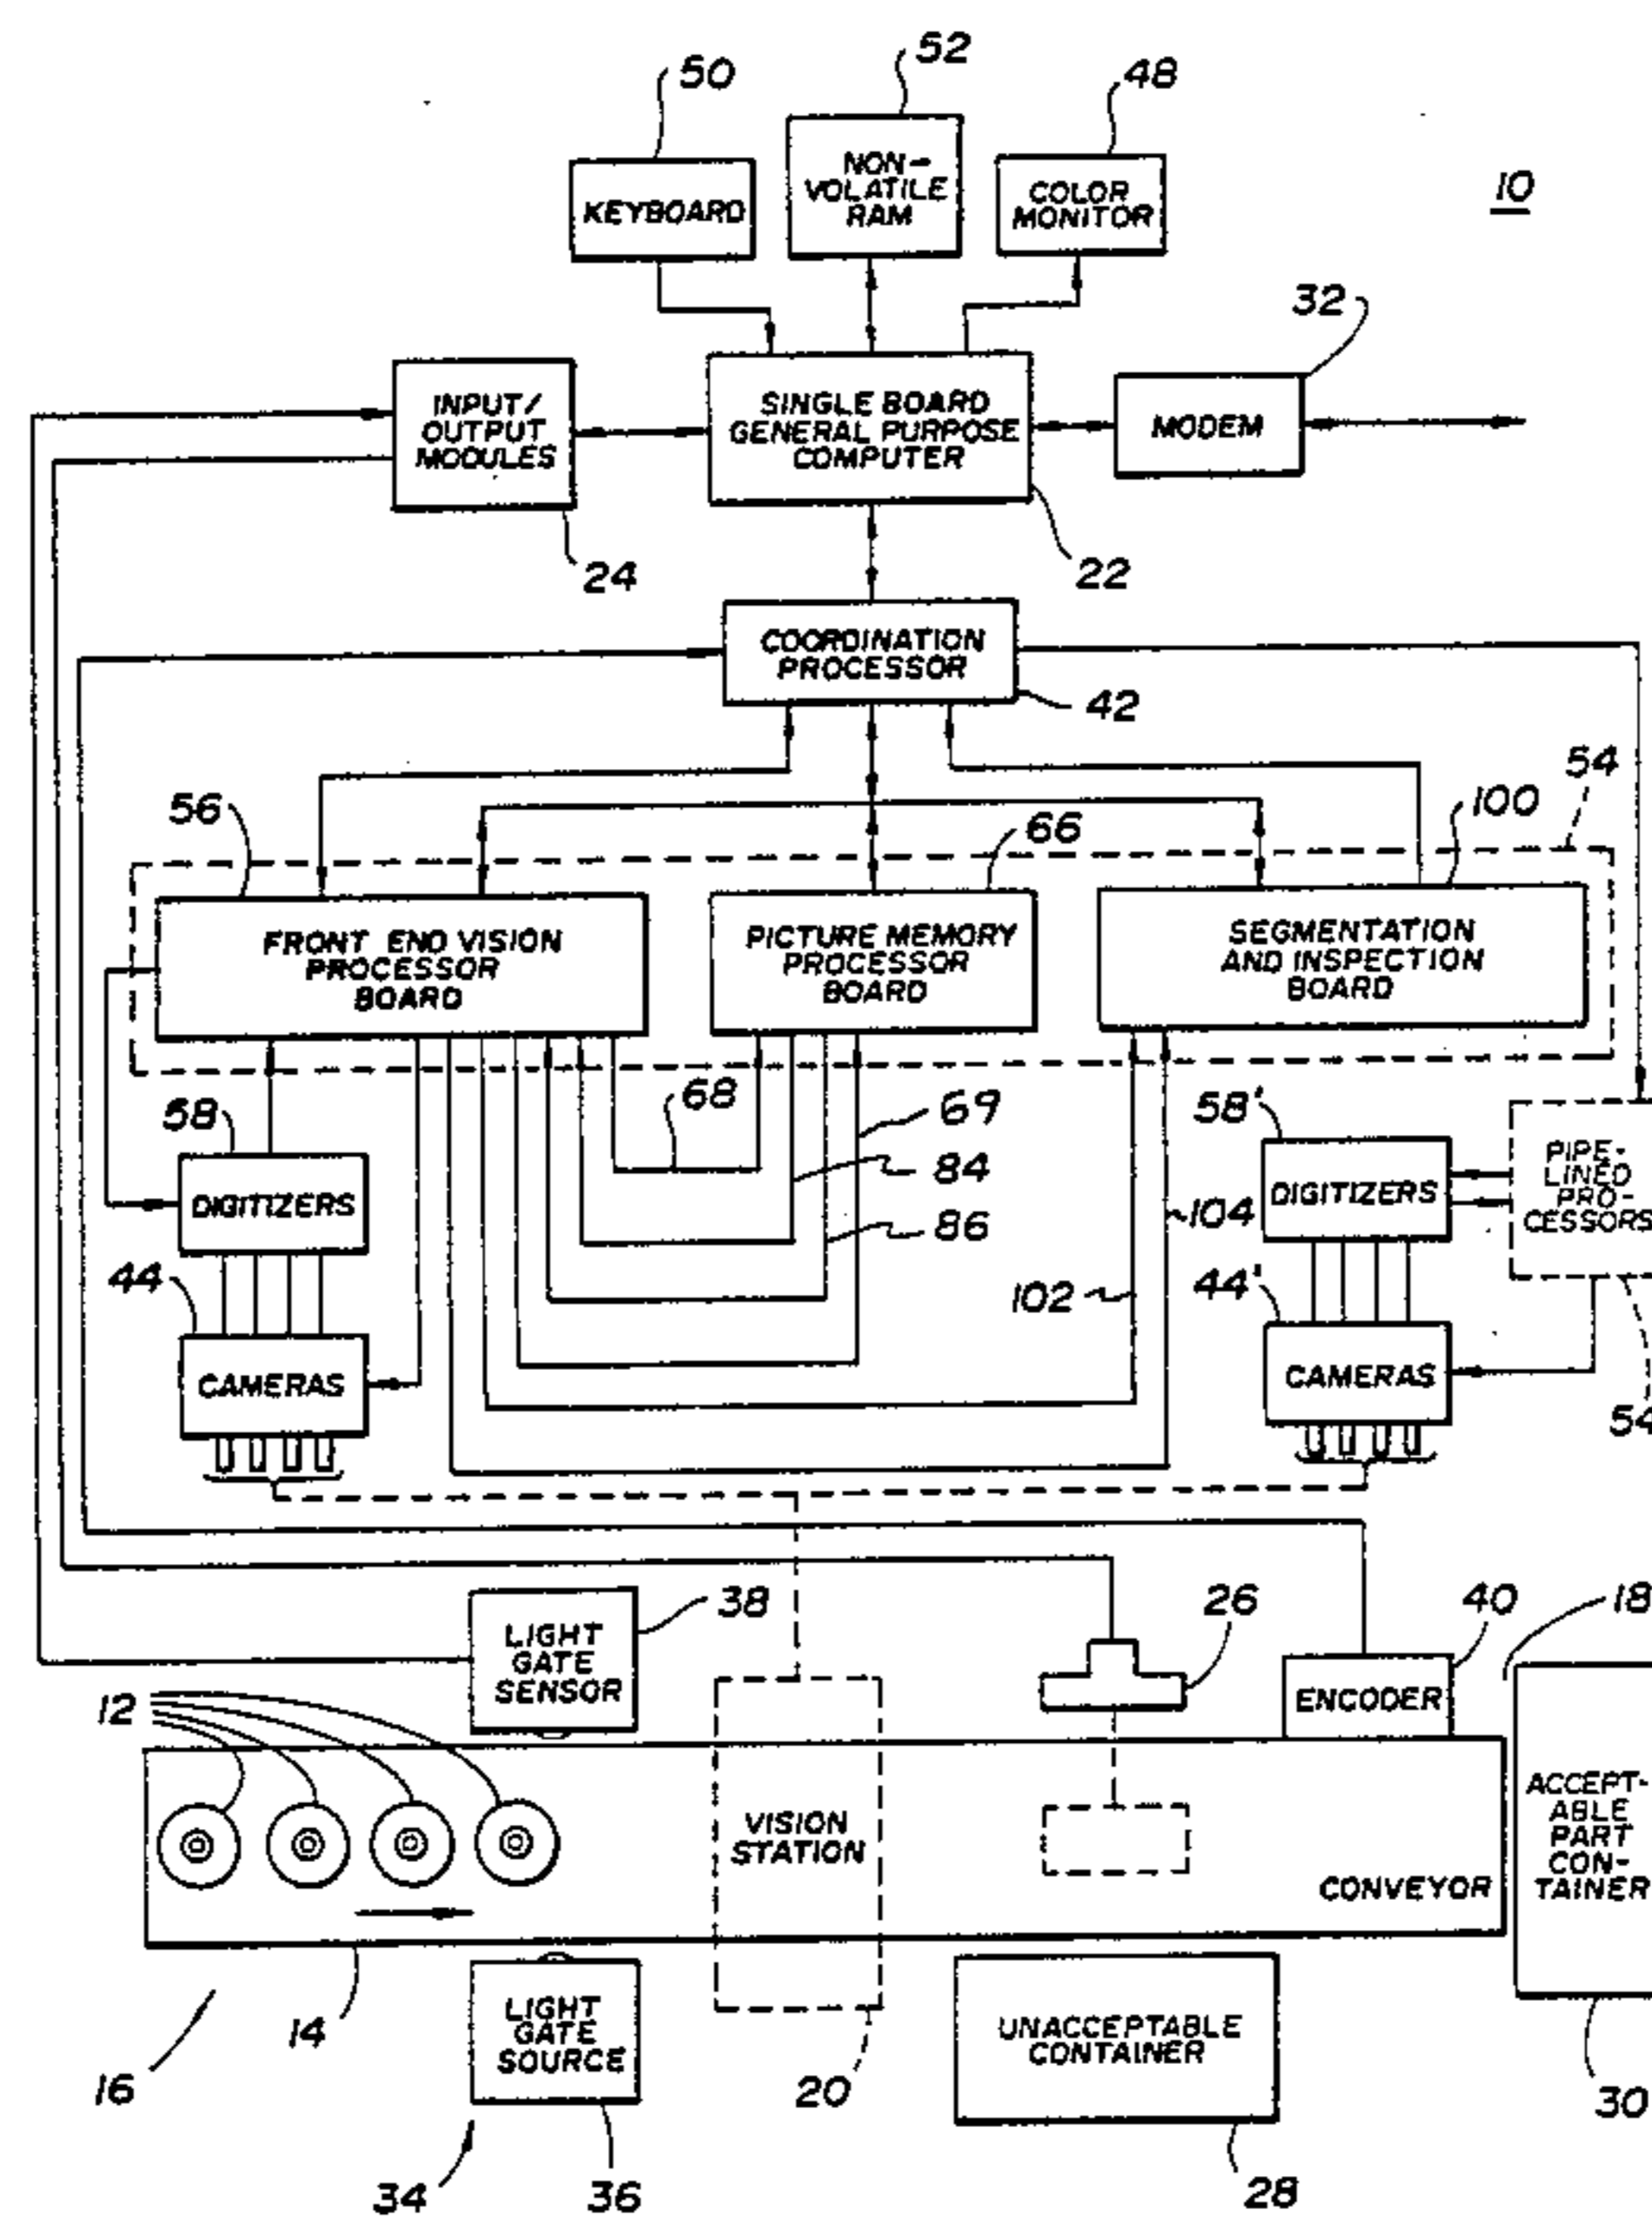 50
52
48
10
KEYBOARD
NON-
VOLATILE
RAM
COLOR
MONITOR
32
INPUT/
OUTPUT
MODULES
SINGLE BOARD
GENERAL PURPOSE
COMPUTER
MODEM
24
22
COORDINATION
PROCESSOR
42
54
56
66
100
FRONT END VISION
PROCESSOR
BOARD
PICTURE MEMORY
PROCESSOR
BOARD
SEGMENTATION
AND INSPECTION
BOARD
58
68
69
58'
84
DIGITIZERS
86
104
DIGITIZERS
PIPE-
LINED
PRO-
CESSORS
44
102
44'
CAMERAS
CAMERAS
54
38
26
40
18
LIGHT
GATE
SENSOR
12
ENCODER
VISION
STATION
CONVEYOR
ACCEPT-
ABLE
PART
CON-
TAINER
14
LIGHT
GATE
SOURCE
UNACCEPTABLE
CONTAINER
16
20
30
34
36
28